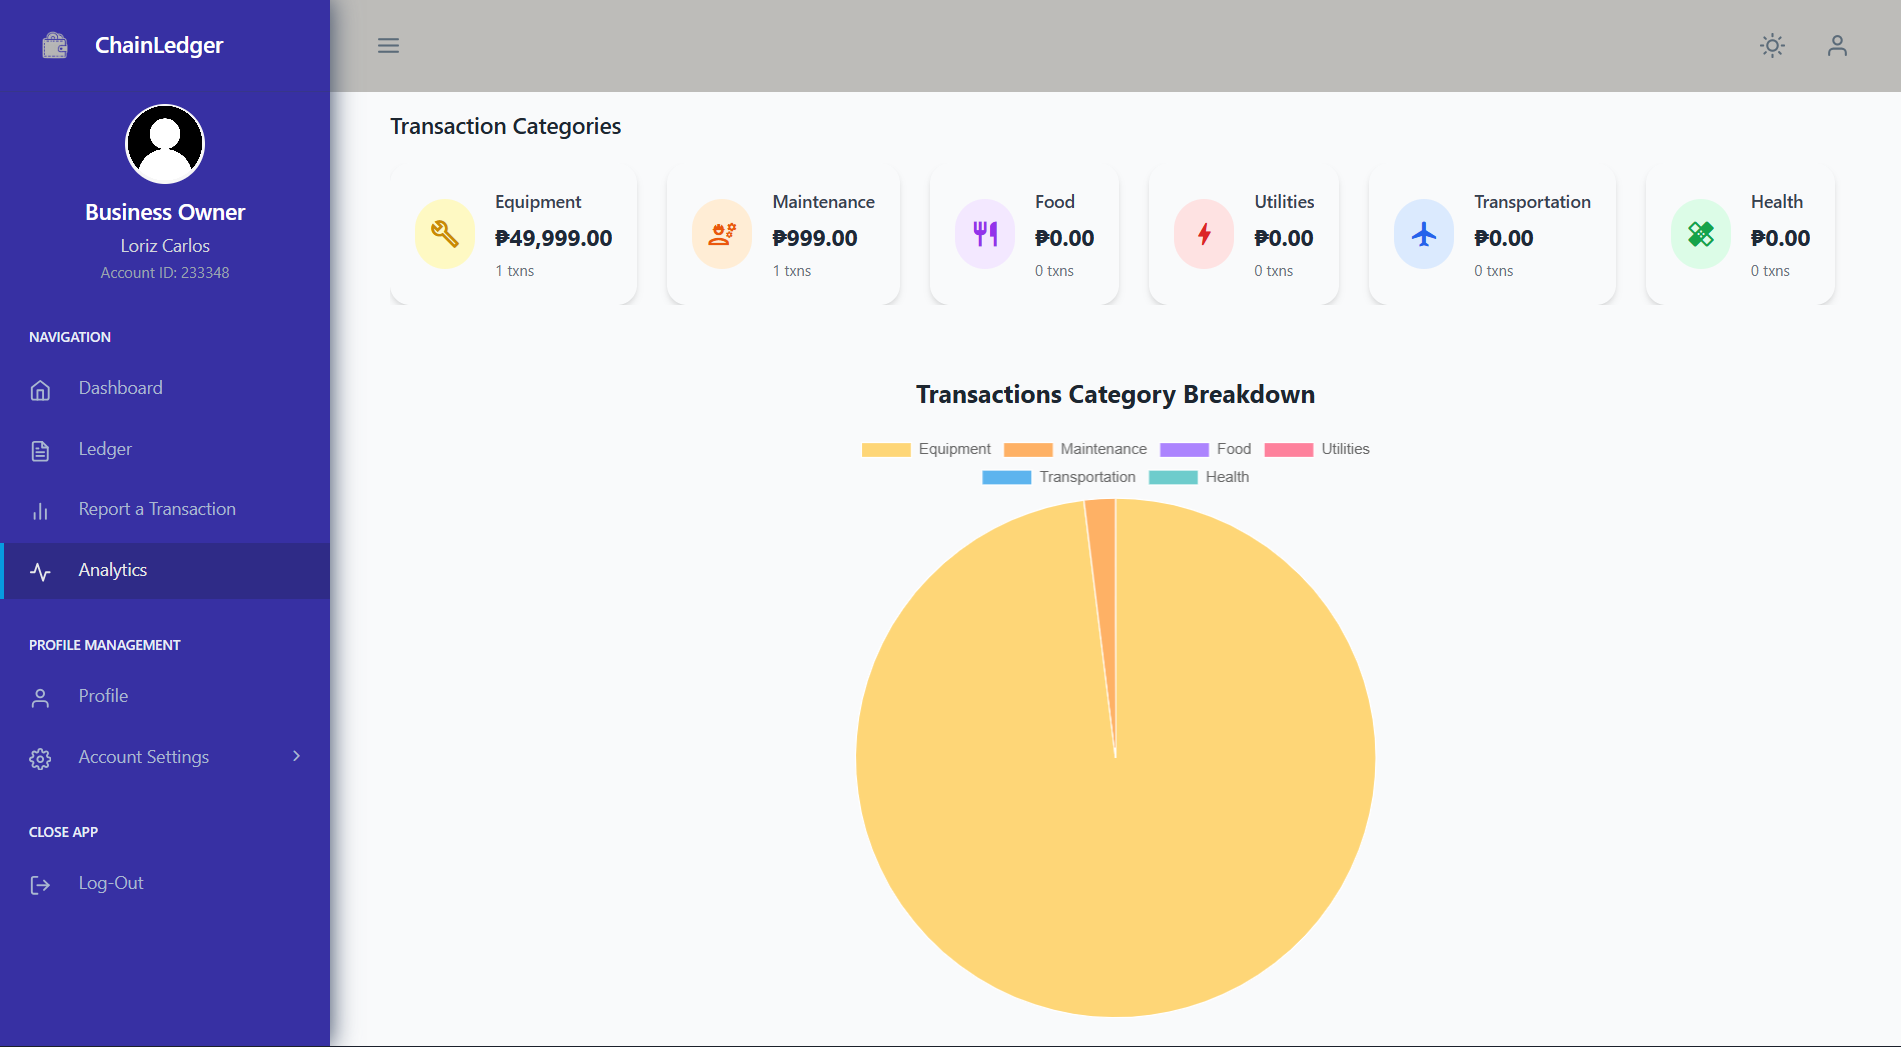 ChainLedger
Business Owner
Loriz Carlos
Account ID: 233348
NAVIGATION
Dashboard
Ledger
Report a Transaction
Analytics
PROFILE MANAGEMENT
Profile
Account Settings
CLOSE APP
Log-Out
Transaction Categories
Equipment
₱49,999.00
1 txns
Maintenance
₱999.00
1 txns
Food
₱0.00
0 txns
Utilities
₱0.00
0 txns
Transportation
₱0.00
0 txns
Health
₱0.00
0 txns
Transactions Category Breakdown
Equipment Maintenance Food Utilities
Transportation Health